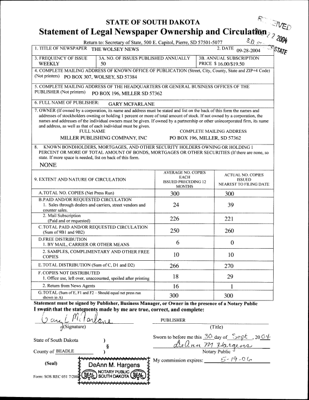 STATE OF SOUTH DAKOTA
Statement of Legal Newspaper Ownership and Circulation
Return to: Secretary of State, 500 E. Capitol, Pierre, SD 57501-5077
1. TITLE OF NEWSPAPER THE WOLSEY NEWS
2. DATE 09-28-2004
3. FREQUENCY OF ISSUE WEEKLY
3A. NO. OF ISSUES PUBLISHED ANNUALLY 50
3B. ANNUAL SUBSCRIPTION PRICE $ 16.00/$19.50
4. COMPLETE MAILING ADDRESS OF KNOWN OFFICE OF PUBLICATION (Street, City, County, State and ZIP+4 Code)
(Not printers) PO BOX 307, WOLSEY, SD 57384
5. COMPLETE MAILING ADDRESS OF THE HEADQUARTERS OR GENERAL BUSINESS OFFICES OF THE
PUBLISHER (Not printers) PO BOX 196, MILLER SD 57362
6. FULL NAME OF PUBLISHER: GARY MCFARLANE
7. OWNER (If owned by a corporation, its name and address must be stated and list on the back of this form the names and
addresses of stockholders owning or holding 1 percent or more of total amount of stock. If not owned by a corporation, the
names and addresses of the individual owners must be given. If owned by a partnership or other unincorporated firm, its name
and address, as well as that of each individual must be given.
FULL NAME COMPLETE MAILING ADDRESS
MILLER PUBLISHING COMPANY, INC PO BOX 196, MILLER SD 57362
8. KNOWN BONDHOLDERS, MORTGAGES, AND OTHER SECURITY HOLDERS OWNING OR HOLDING 1
PERCENT OR MORE OF TOTAL AMOUNT OF BONDS, MORTGAGES OR OTHER SECURITIES (If there are none, so
state. If more space is needed, list on back of this form.
NONE
9. EXTENT AND NATURE OF CIRCULATION
AVERAGE NO. COPIES EACH ISSUED PRECEDING 12 MONTHS
ACTUAL NO. COPIES ISSUED NEAREST TO FILING DATE
A. TOTAL NO. COPIES (Net Press Run) 300 300
B. PAID AND/OR REQUESTED CIRCULATION
1. Sales through dealers and carriers, street vendors and
counter sales. 24 39
2. Mail Subscription
(Paid and or requested) 226 221
C. TOTAL PAID AND/OR REQUESTED CIRCULATION
(Sum of 9B1 and 9B2) 250 260
D. FREE DISTRIBUTION
1. BY MAIL, CARRIER OR OTHER MEANS 6 0
2. SAMPLES, COMPLIMENTARY AND OTHER FREE
COPIES 10 10
E. TOTAL DISTRIBUTION (Sum of C, D1 and D2) 266 270
F. COPIES NOT DISTRIBUTED
1. Office use, left over, unaccounted, spoiled after printing 18 29
2. Return from News Agents 16 1
G. TOTAL (Sum of E, F1 and F2 - Should equal net press run
shown in A) 300 300
Statement must be signed by Publisher, Business Manager, or Owner in the presence of a Notary Public
I swear that the statements made by me are true, correct, and complete:
Gary L McFarlane PUBLISHER
(Signature) (Title)
State of South Dakota )
§
County of BEADLE )
Sworn to before me this 30 day of Sept, 2004
DeAnn M Hargens
Notary Public
(Seal)
My commission expires: 5-19-06
DeAnn M. Hargens
NOTARY PUBLIC
SEAL SOUTH DAKOTA SEAL